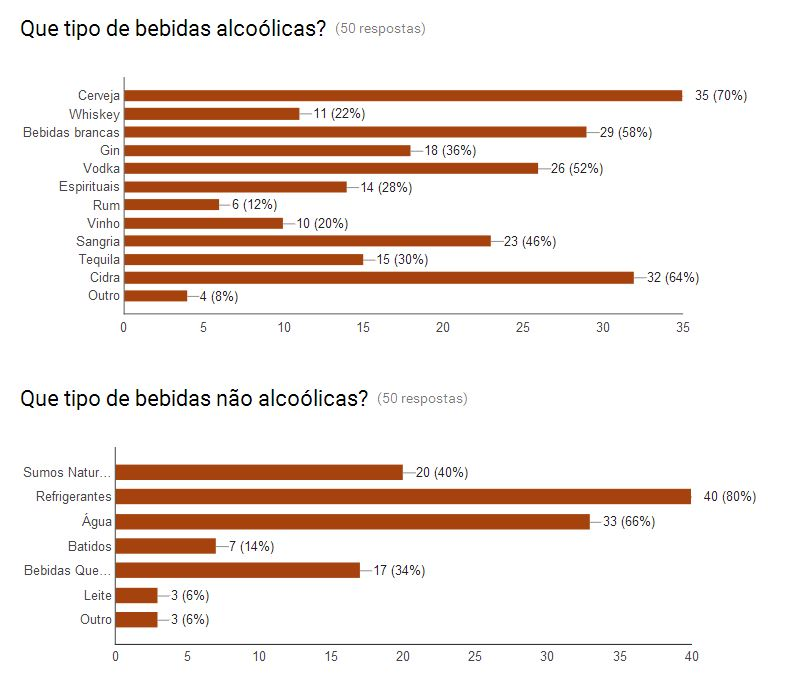 Que tipo de bebidas alcoólicas? (50 respostas)
Cerveja 35 (70%)
Whiskey 11 (22%)
Bebidas brancas 29 (58%)
Gin 18 (36%)
Vodka 26 (52%)
Espirituais 14 (28%)
Rum 6 (12%)
Vinho 10 (20%)
Sangria 23 (46%)
Tequila 15 (30%)
Cidra 32 (64%)
Outro 4 (8%)
0 5 10 15 20 25 30 35
Que tipo de bebidas não alcoólicas? (50 respostas)
Sumos Natur... 20 (40%)
Refrigerantes 40 (80%)
Água 33 (66%)
Batidos 7 (14%)
Bebidas Que... 17 (34%)
Leite 3 (6%)
Outro 3 (6%)
0 5 10 15 20 25 30 35 40